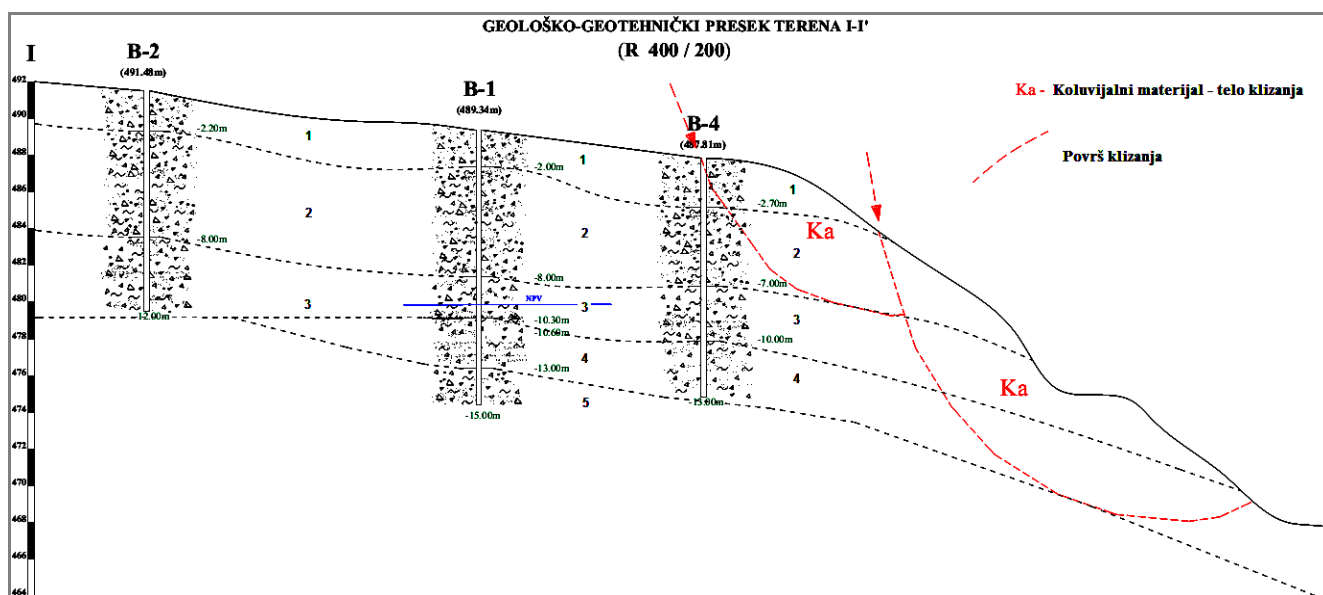 GEOLOŠKO-GEOTEHNIČKI PRESEK TERENA I-I'
(R 400 / 200)
I
B-2
(491.48m)
B-1
(489.34m)
B-4
(487.81m)
Ka - Koluvijalni materijal - telo klizanja
Površ klizanja
492
490
488
486
484
482
480
478
476
474
472
470
468
466
464
-2.20m
-8.00m
-12.00m
-2.00m
-8.00m
NPV
-10.30m
-10.60m
-13.00m
-15.00m
-2.70m
-7.00m
-10.00m
-13.00m
1
2
3
1
2
3
4
5
1
2
3
4
Ka
Ka